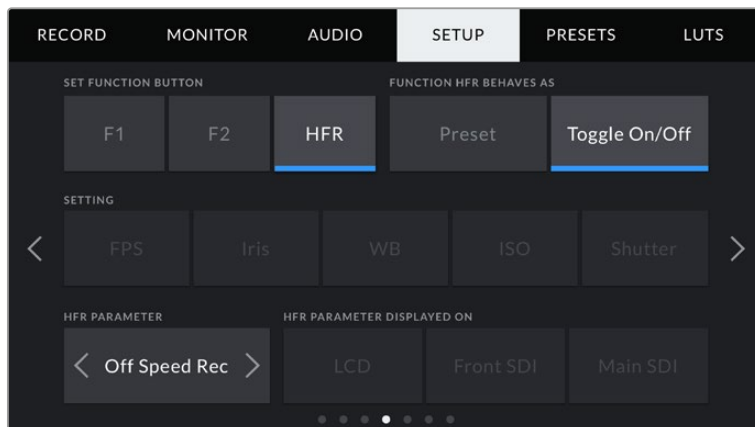 RECORD MONITOR AUDIO SETUP PRESETS LUTS
SET FUNCTION BUTTON FUNCTION HFR BEHAVES AS
F1 F2 HFR Preset Toggle On/Off
SETTING
FPS Iris WB ISO Shutter
HFR PARAMETER HFR PARAMETER DISPLAYED ON
Off Speed Rec LCD Front SDI Main SDI